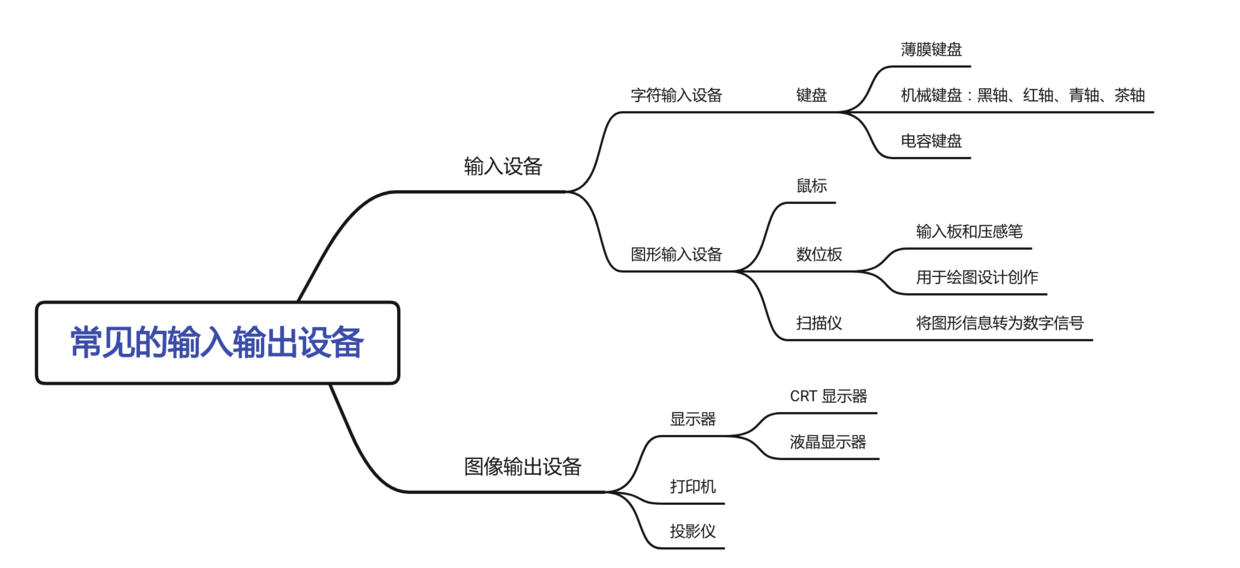 常见的输入输出设备
输入设备
字符输入设备
键盘
薄膜键盘
机械键盘：黑轴、红轴、青轴、茶轴
电容键盘
图形输入设备
鼠标
数位板
输入板和压感笔
用于绘图设计创作
扫描仪
将图形信息转为数字信号
图像输出设备
显示器
CRT 显示器
液晶显示器
打印机
投影仪